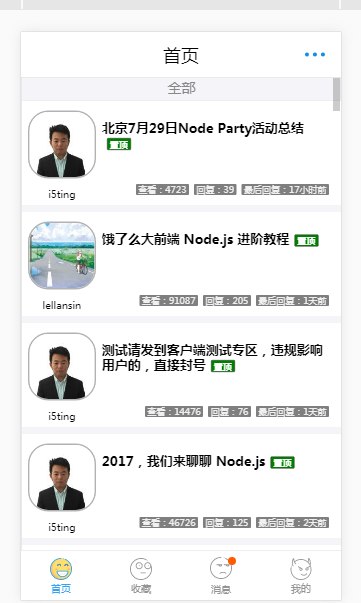 首页
全部
北京7月29日Node Party活动总结
置顶
i5ting
查看：4723 回复：39 最后回复：17小时前
饿了么大前端 Node.js 进阶教程 置顶
lellansin
查看：91087 回复：205 最后回复：1天前
测试请发到客户端测试专区，违规影响
用户的，直接封号 置顶
i5ting
查看：14476 回复：76 最后回复：1天前
2017，我们来聊聊 Node.js 置顶
i5ting
查看：46726 回复：125 最后回复：2天前
首页 收藏 消息 我的